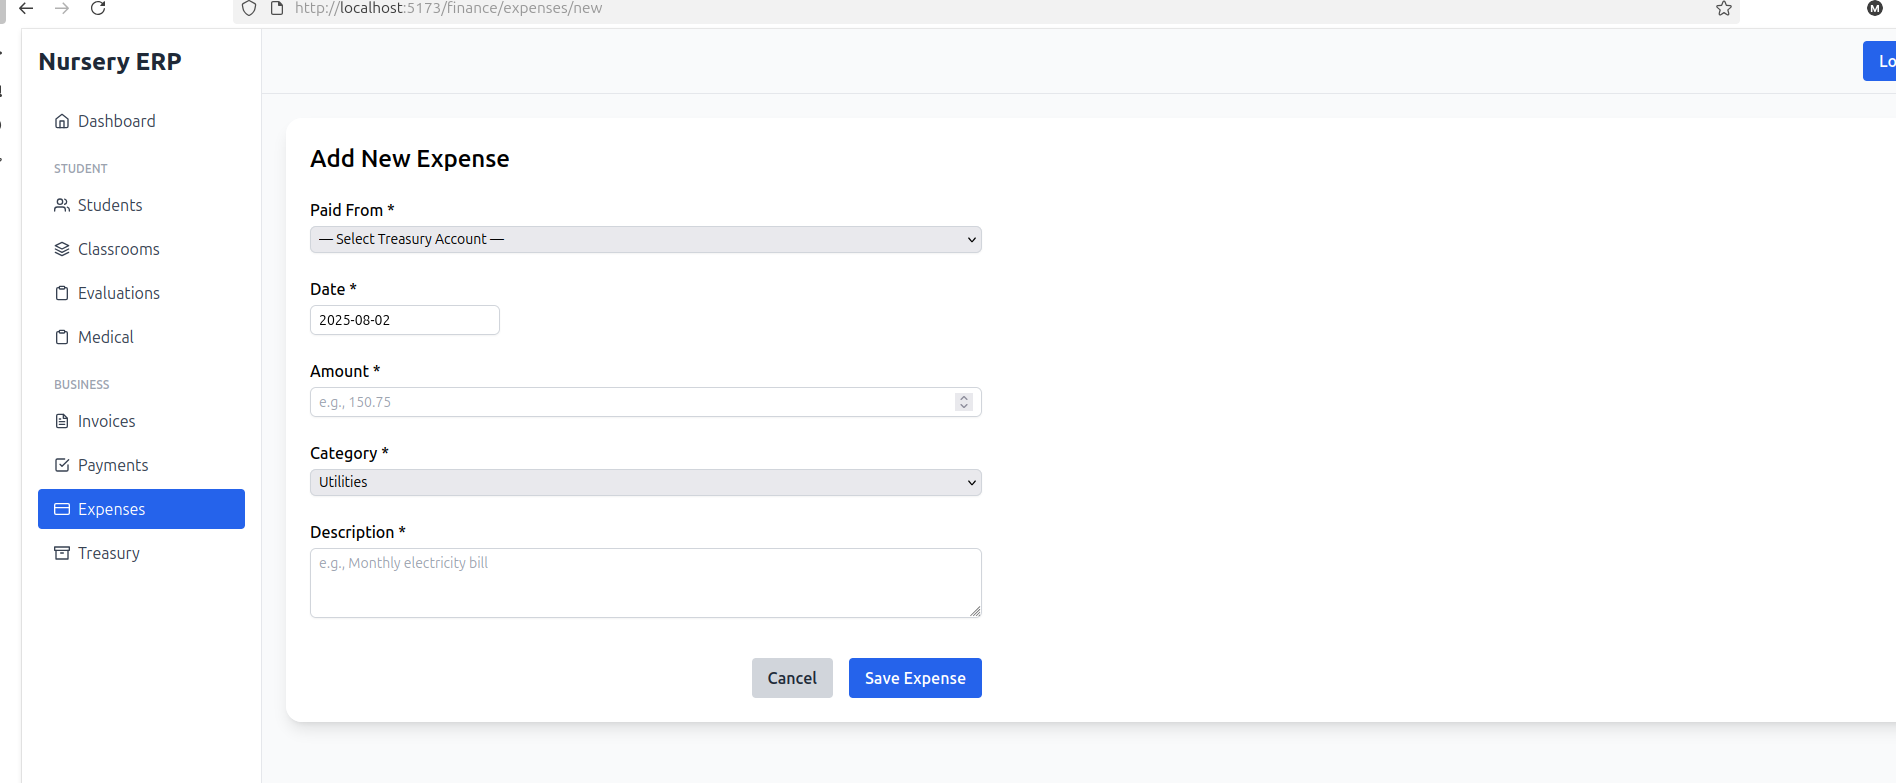 http://localhost:5173/finance/expenses/new
M
Nursery ERP
Dashboard
STUDENT
Students
Classrooms
Evaluations
Medical
BUSINESS
Invoices
Payments
Expenses
Treasury
Lo
Add New Expense
Paid From *
— Select Treasury Account —
Date *
2025-08-02
Amount *
e.g., 150.75
Category *
Utilities
Description *
e.g., Monthly electricity bill
Cancel
Save Expense